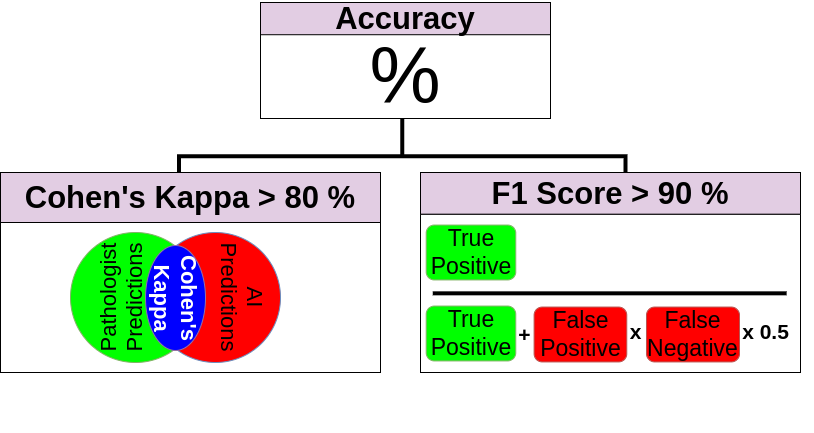 Accuracy
%
Cohen's Kappa > 80 %
Pathologist
Predictions
Cohen's
Kappa
AI
Predictions
F1 Score > 90 %
True
Positive
True
Positive
+
False
Positive
x
False
Negative
x 0.5